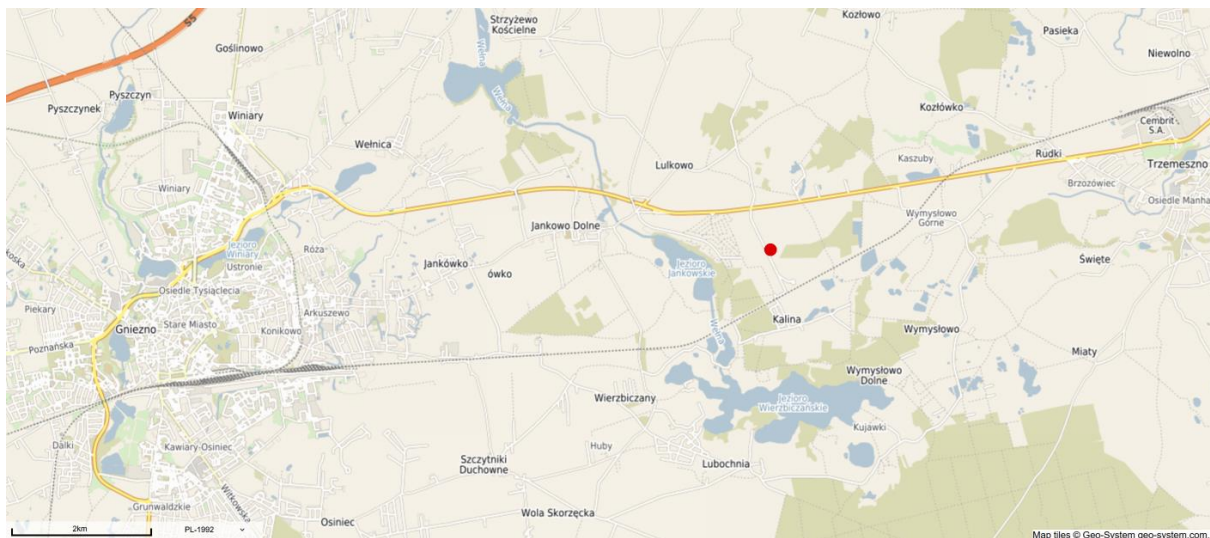 Strzyżewo
Kościelne
Kozłowo
Pasieka
S5
Goślinowo
Wełna
Niewolno
Pyszczynek
Pyszczyn
Winiary
Wełna
Kozłówko
Cembrit
S.A.
Wełnica
Rudki
Kaszuby
Lulkowo
Trzemeszno
Winiary
Brzozówiec
Osiedle Manha
Jankowo Dolne
Wymysłowo
Górne
Jezioro
Winiary
Róża
Ustronie
Jankówko
ówko
Jezioro
Jankowskie
Święte
Osiedle Tysiąclecia
Piekary
Arkuszewo
Gniezno
Stare Miasto
Konikowo
Kalina
Wymysłowo
Wełna
Poznańska
Miaty
Wymysłowo
Dolne
Wierzbiczany
Jezioro
Wierzbiczańskie
Kujawki
Dalki
Kawiary-Osiniec
Huby
Szczytniki
Duchowne
Lubochnia
Witkowska
Grunwaldzkie
Osiniec
Wola Skorzęcka
2km
PL-1992
Map tiles © Geo-System geo-system.com.